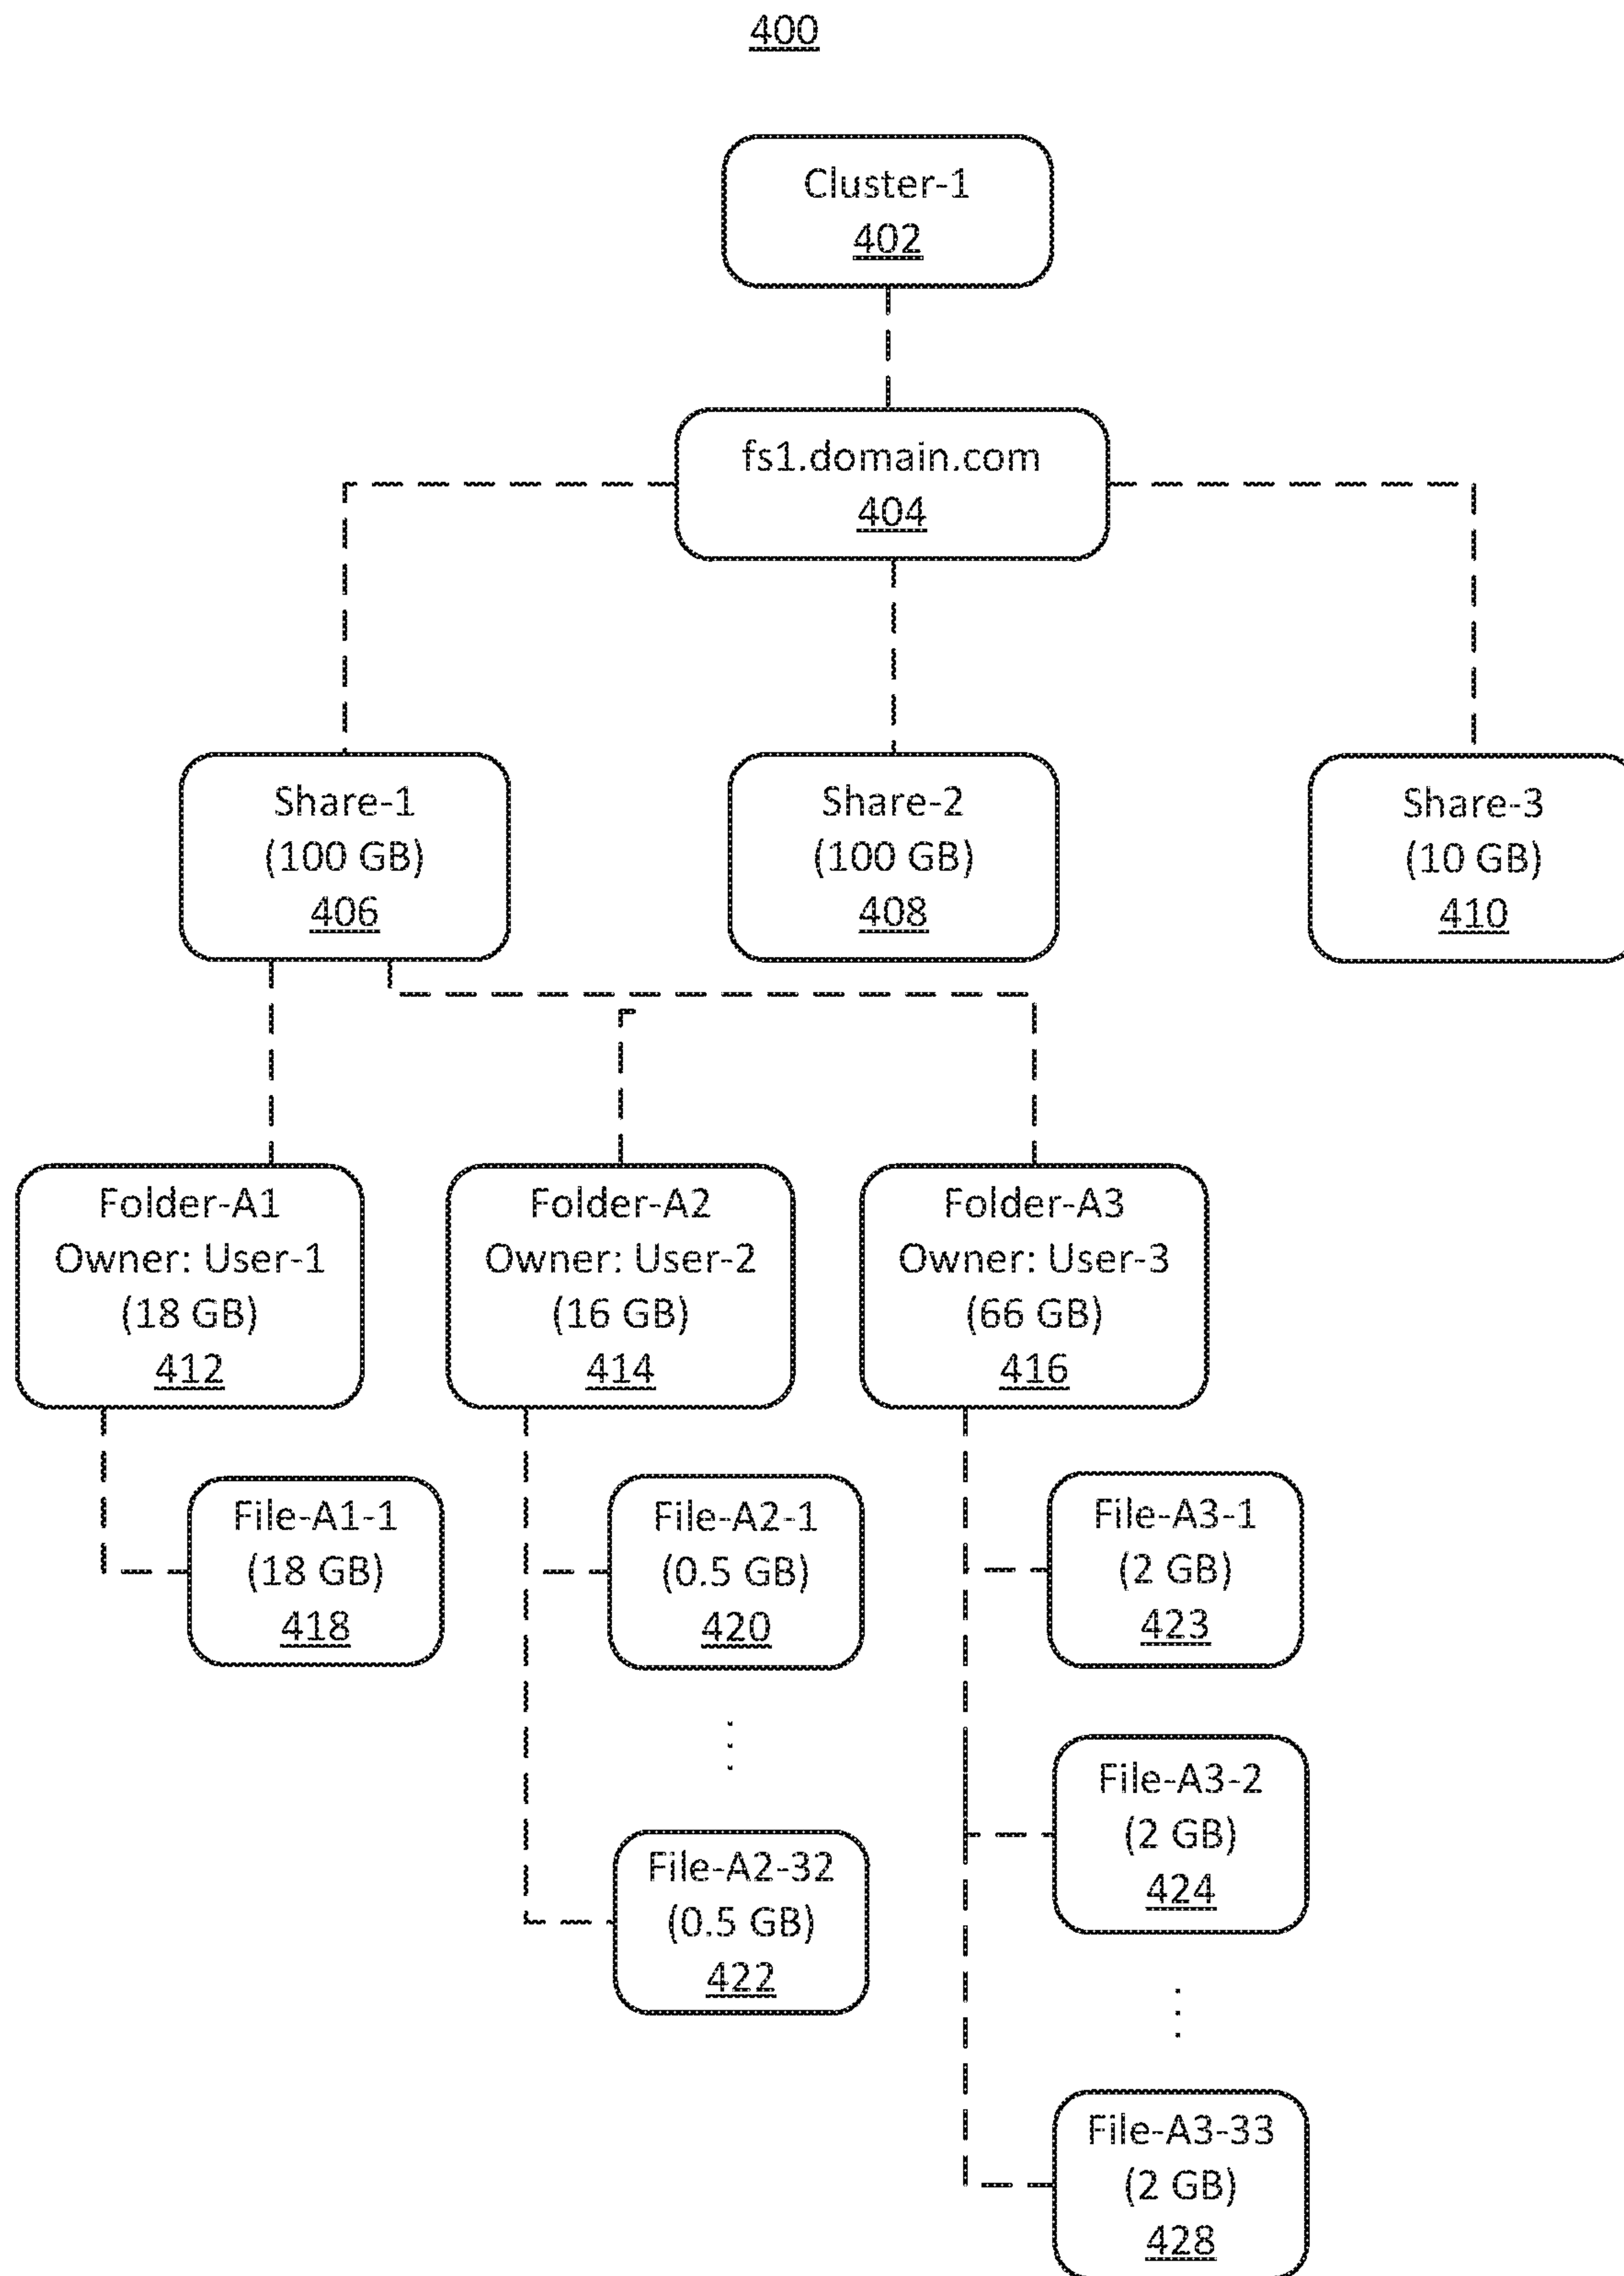 400
Cluster-1
402
fs1.domain.com
404
Share-1
(100 GB)
406
Share-2
(100 GB)
408
Share-3
(10 GB)
410
Folder-A1
Owner: User-1
(18 GB)
412
Folder-A2
Owner: User-2
(16 GB)
414
Folder-A3
Owner: User-3
(66 GB)
416
File-A1-1
(18 GB)
418
File-A2-1
(0.5 GB)
420
File-A3-1
(2 GB)
423
File-A3-2
(2 GB)
424
File-A2-32
(0.5 GB)
422
File-A3-33
(2 GB)
428